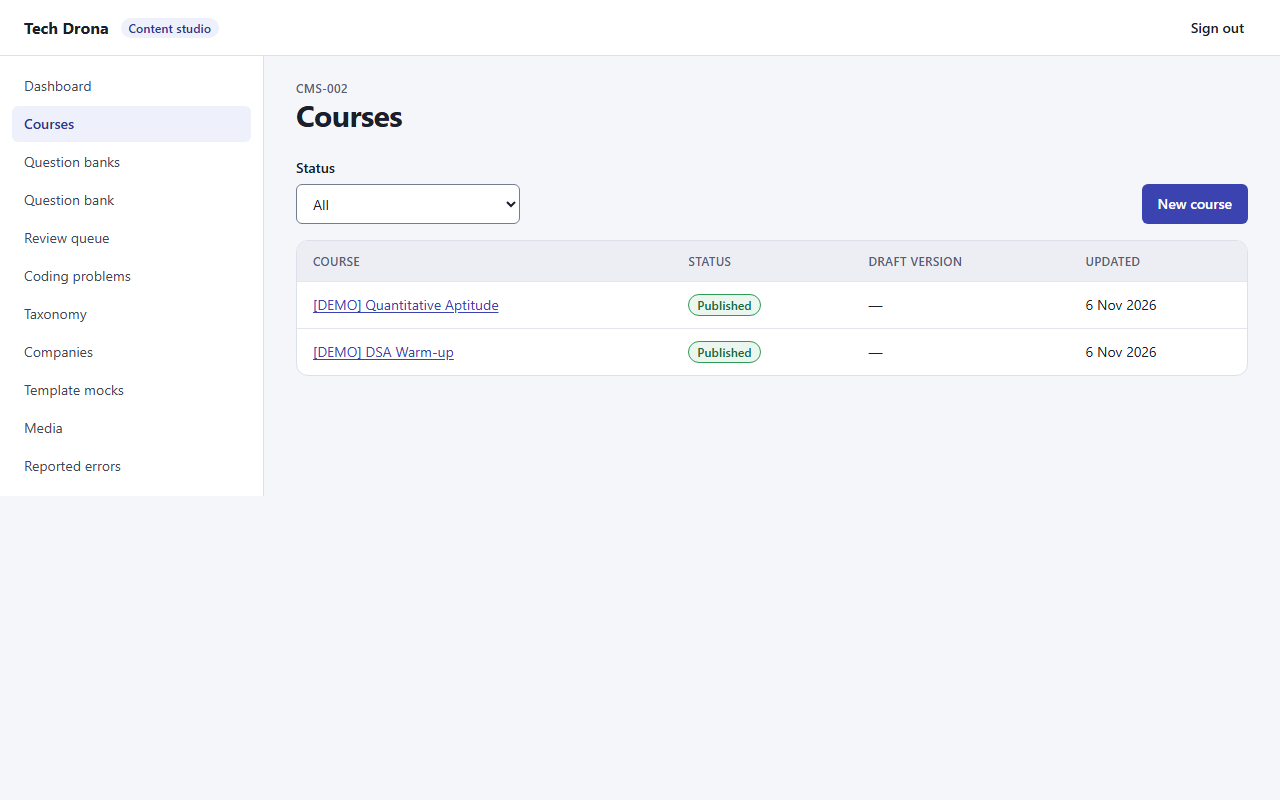 Tech Drona Content studio Sign out
Dashboard
Courses
Question banks
Question bank
Review queue
Coding problems
Taxonomy
Companies
Template mocks
Media
Reported errors
CMS-002
Courses
Status
All
New course
COURSE STATUS DRAFT VERSION UPDATED
[DEMO] Quantitative Aptitude Published — 6 Nov 2026
[DEMO] DSA Warm-up Published — 6 Nov 2026